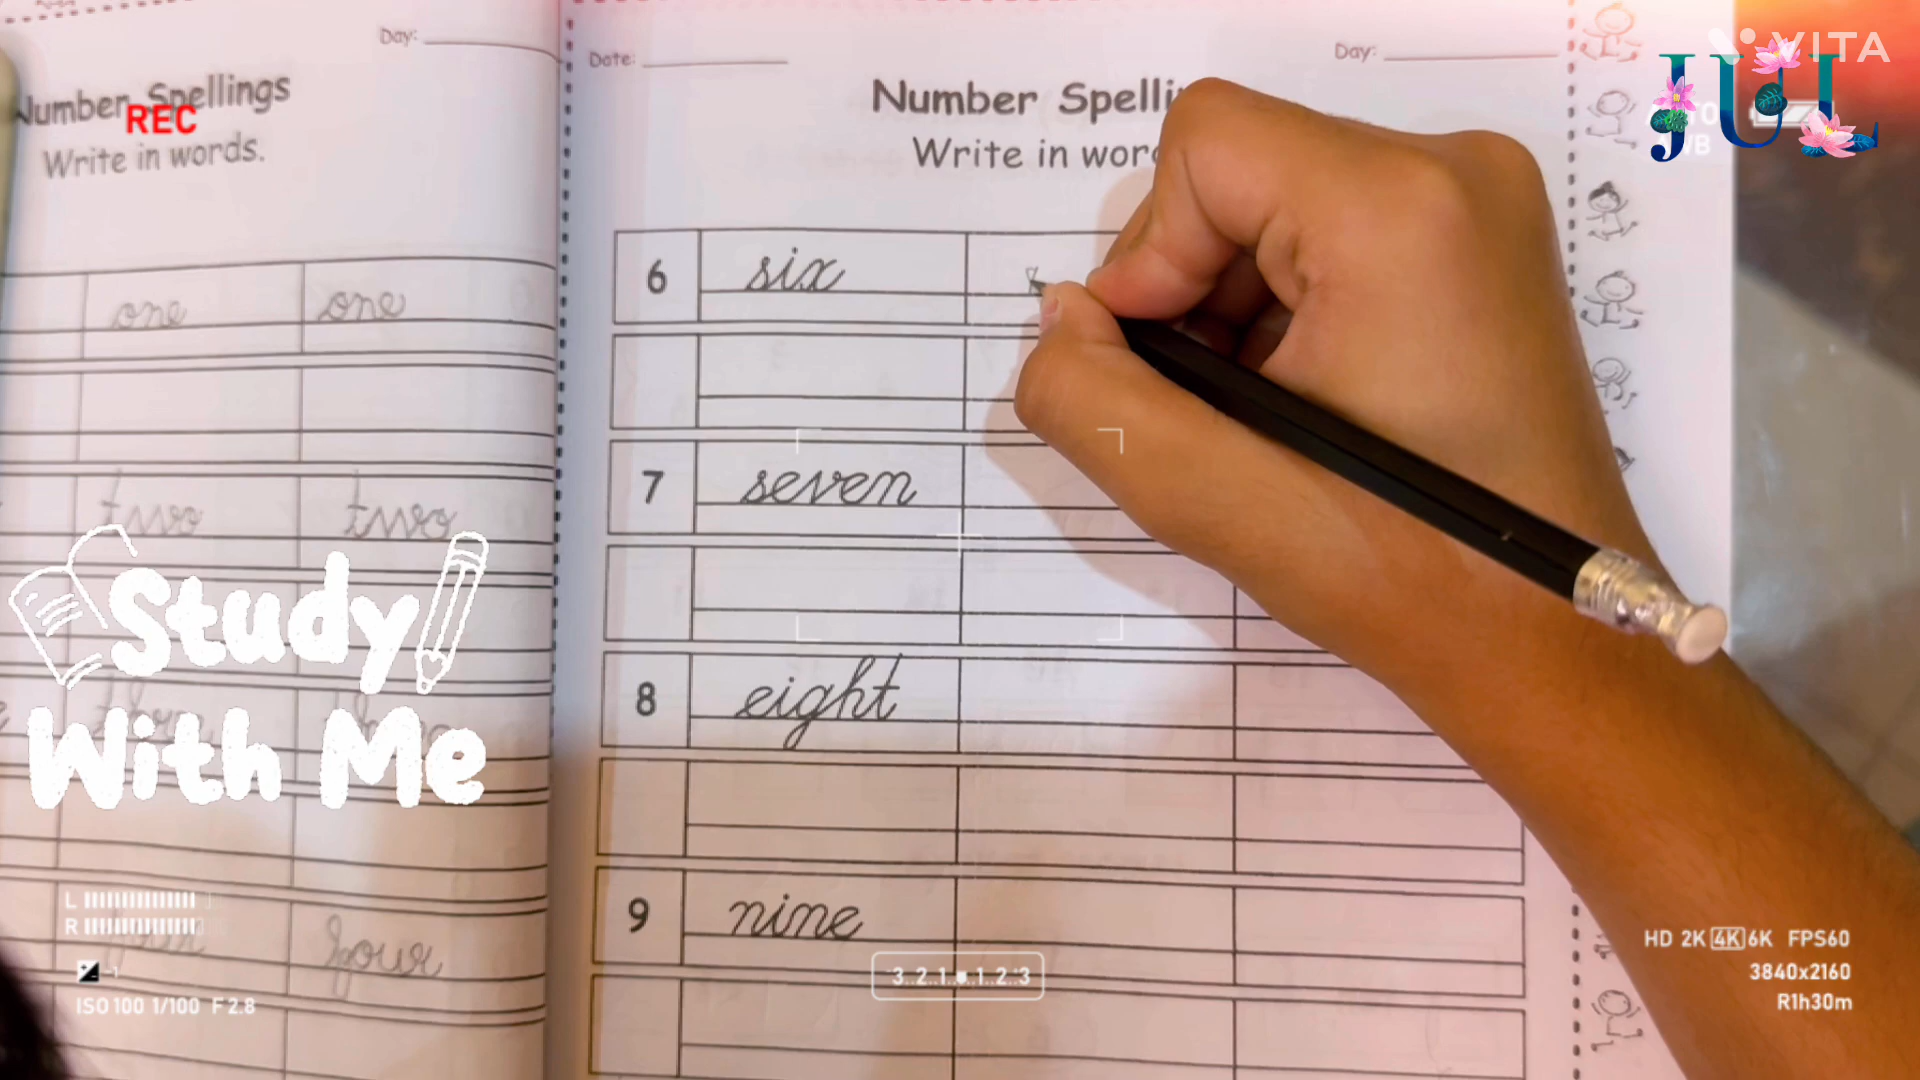 VITA
JUL
Day:
Number Spellings
REC
Write in words.
one one
two two
Study
With Me
four
L
R
-1
ISO 100 1/100 F 2.8
Date: Day:
Number Spelli
Write in wor
6 six
7 seven
8 eight
9 nine
3..2..1..1..2..3
HD 2K 4K 6K FPS60
3840x2160
R1h30m